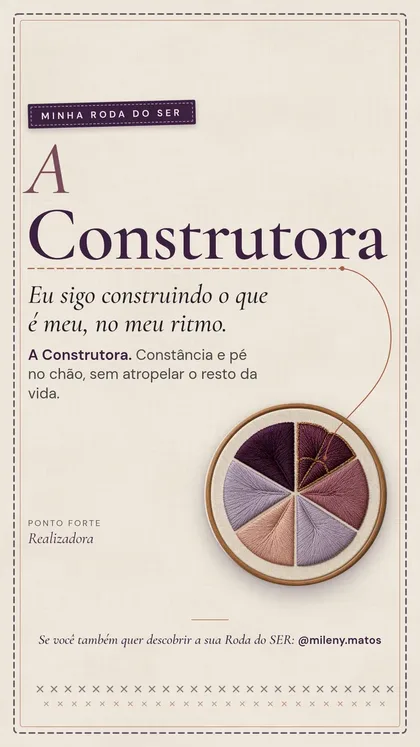 MINHA RODA DO SER
A
Construtora
Eu sigo construindo o que
é meu, no meu ritmo.
A Construtora. Constância e pé
no chão, sem atropelar o resto da
vida.
PONTO FORTE
Realizadora
Se você também quer descobrir a sua Roda do SER: @mileny.matos